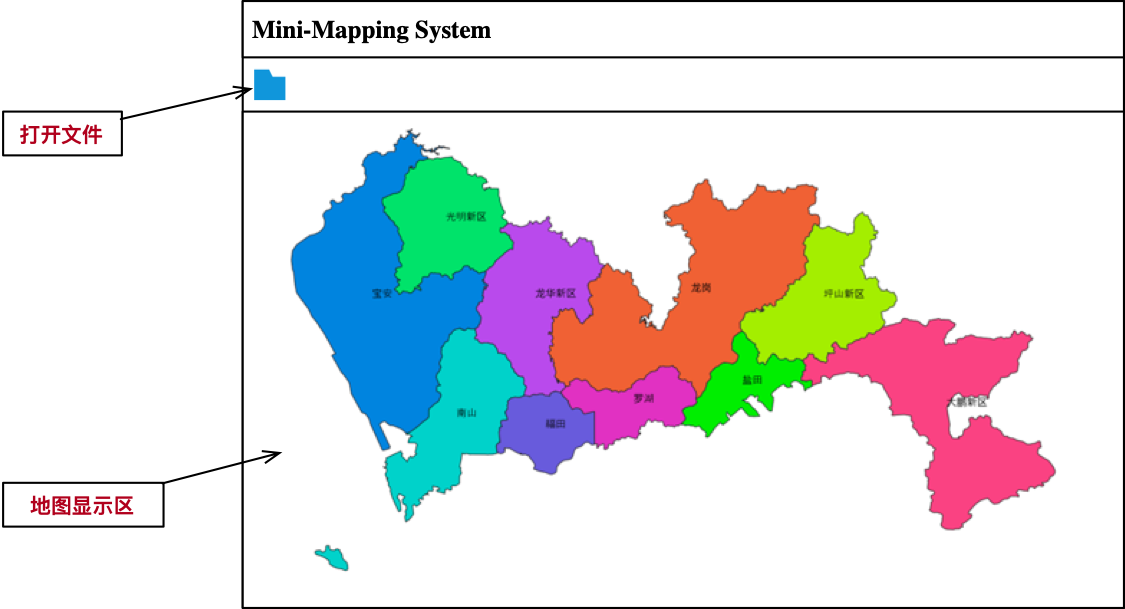 Mini-Mapping System
打开文件
光明新区
宝安
龙华新区
龙岗
坪山新区
盐田
罗湖
大鹏新区
南山
福田
地图显示区